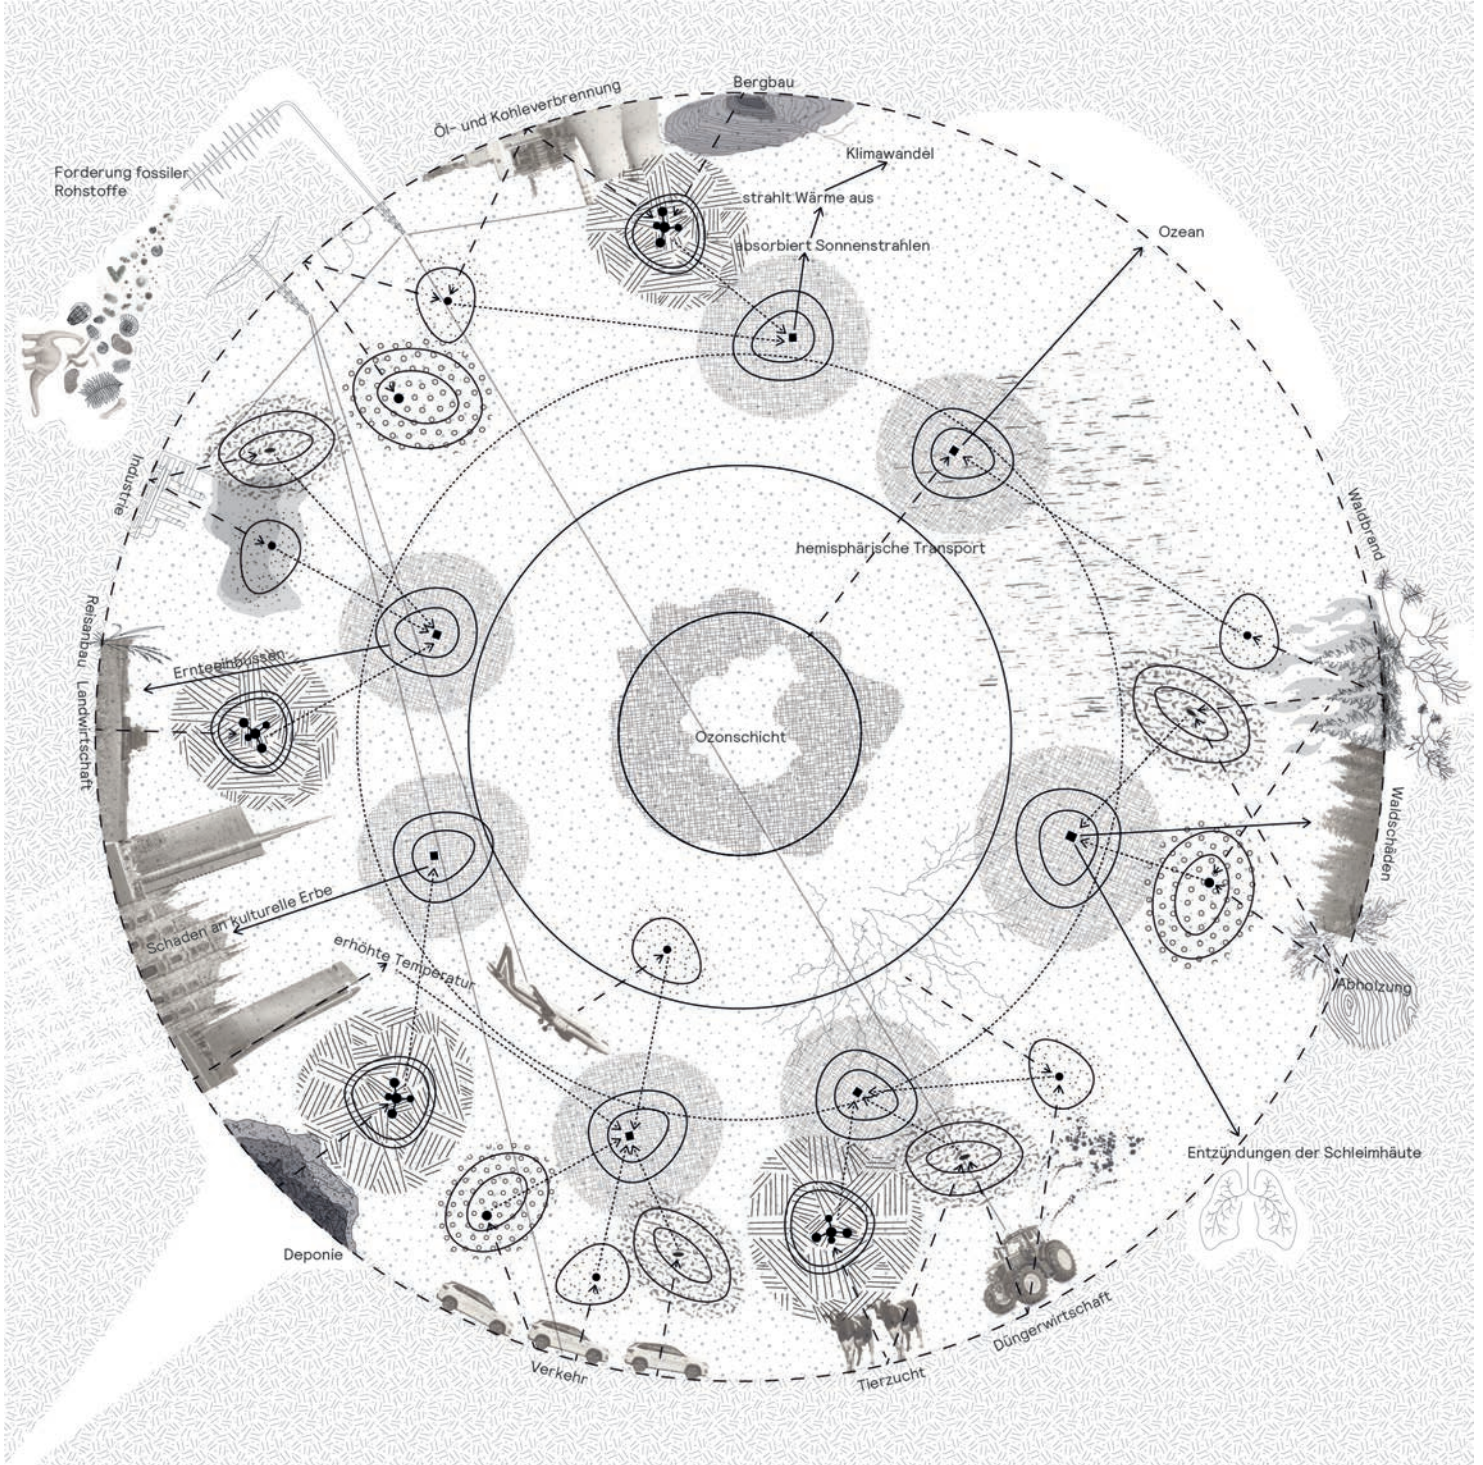 Bergbau
Öl- und Kohleverbrennung
Klimawandel
Forderung fossiler
Rohstoffe
strahlt Wärme aus
Ozean
absorbiert Sonnenstrahlen
Industrie
Waldbrand
hemisphärische Transport
Reisanbau
Ernteeinbussen
Landwirtschaft
Ozonschicht
Waldschäden
Schaden an kulturelle Erbe
erhöhte Temperatur
Abholzung
Entzündungen der Schleimhäute
Deponie
Düngerwirtschaft
Verkehr
Tierzucht